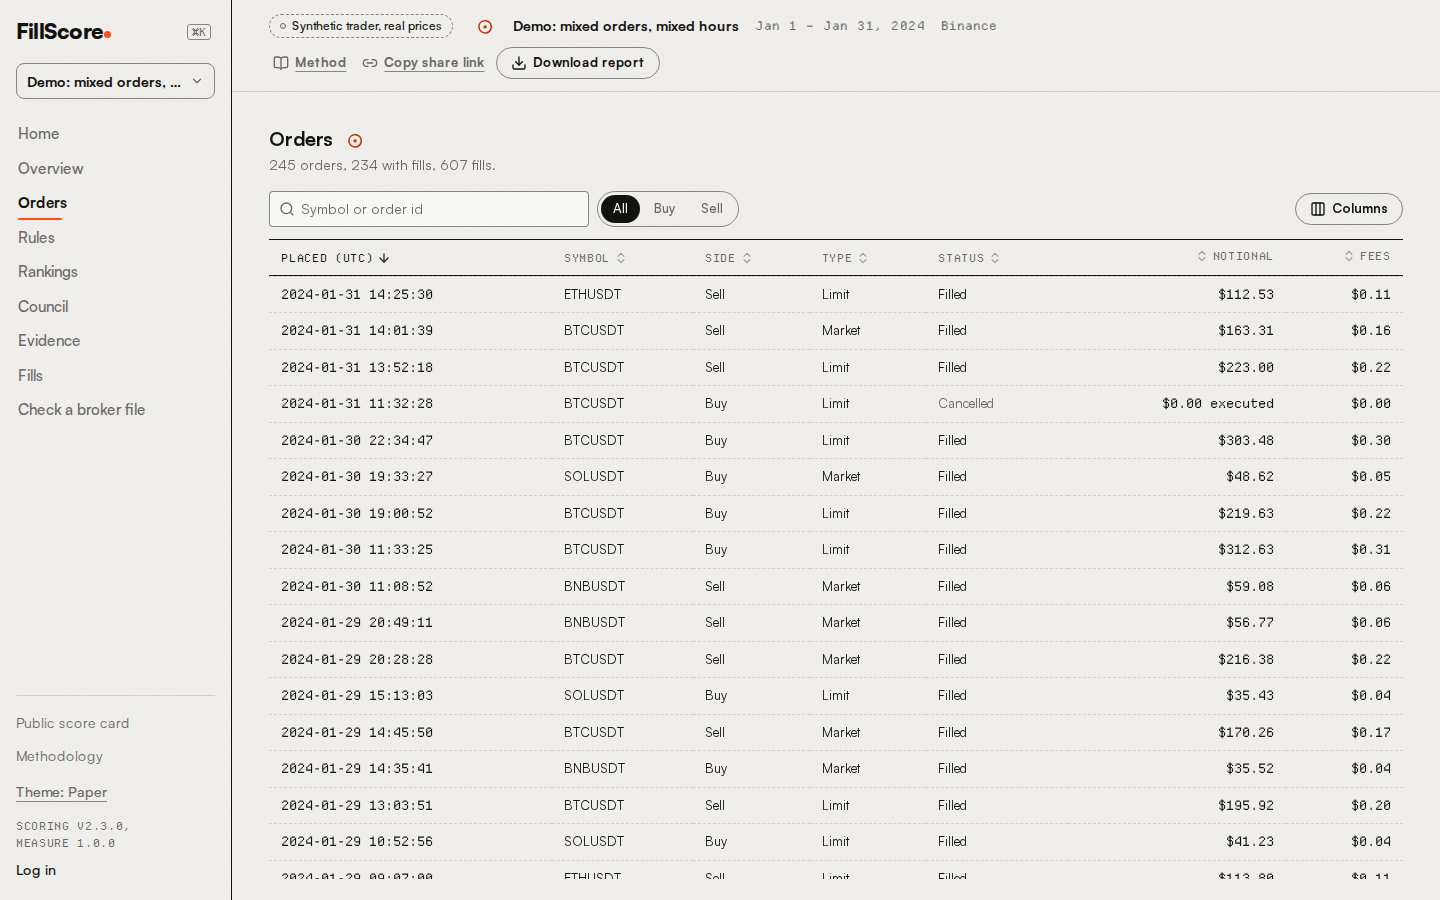 FillScore
⌘K
Demo: mixed orders, ...
Home
Overview
Orders
Rules
Rankings
Council
Evidence
Fills
Check a broker file
Public score card
Methodology
Theme: Paper
SCORING V2.3.0,
MEASURE 1.0.0
Log in
Synthetic trader, real prices Demo: mixed orders, mixed hours Jan 1 – Jan 31, 2024 Binance
Method Copy share link Download report
Orders
245 orders, 234 with fills, 607 fills.
Symbol or order id All Buy Sell Columns
PLACED (UTC) SYMBOL SIDE TYPE STATUS NOTIONAL FEES
2024-01-31 14:25:30 ETHUSDT Sell Limit Filled $112.53 $0.11
2024-01-31 14:01:39 BTCUSDT Sell Market Filled $163.31 $0.16
2024-01-31 13:52:18 BTCUSDT Sell Limit Filled $223.00 $0.22
2024-01-31 11:32:28 BTCUSDT Buy Limit Cancelled $0.00 executed $0.00
2024-01-30 22:34:47 BTCUSDT Buy Limit Filled $303.48 $0.30
2024-01-30 19:33:27 SOLUSDT Buy Market Filled $48.62 $0.05
2024-01-30 19:00:52 BTCUSDT Buy Limit Filled $219.63 $0.22
2024-01-30 11:33:25 BTCUSDT Buy Limit Filled $312.63 $0.31
2024-01-30 11:08:52 BNBUSDT Sell Market Filled $59.08 $0.06
2024-01-29 20:49:11 BNBUSDT Sell Market Filled $56.77 $0.06
2024-01-29 20:28:28 BTCUSDT Sell Market Filled $216.38 $0.22
2024-01-29 15:13:03 SOLUSDT Buy Limit Filled $35.43 $0.04
2024-01-29 14:45:50 BTCUSDT Sell Market Filled $170.26 $0.17
2024-01-29 14:35:41 BNBUSDT Buy Market Filled $35.52 $0.04
2024-01-29 13:03:51 BTCUSDT Sell Limit Filled $195.92 $0.20
2024-01-29 10:52:56 SOLUSDT Buy Limit Filled $41.23 $0.04
2024-01-29 09:07:00 ETHUSDT Sell Limit Filled $113.80 $0.11